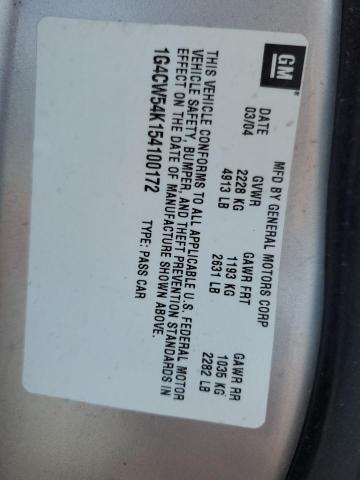 GM
MFD BY GENERAL MOTORS CORP
DATE GVWR GAWR FRT GAWR RR
03/04 2228 KG 1193 KG 1035 KG
4913 LB 2631 LB 2282 LB
THIS VEHICLE CONFORMS TO ALL APPLICABLE U.S. FEDERAL MOTOR
VEHICLE SAFETY, BUMPER, AND THEFT PREVENTION STANDARDS IN
EFFECT ON THE DATE OF MANUFACTURE SHOWN ABOVE.
1G4CW54K154100172 TYPE: PASS CAR